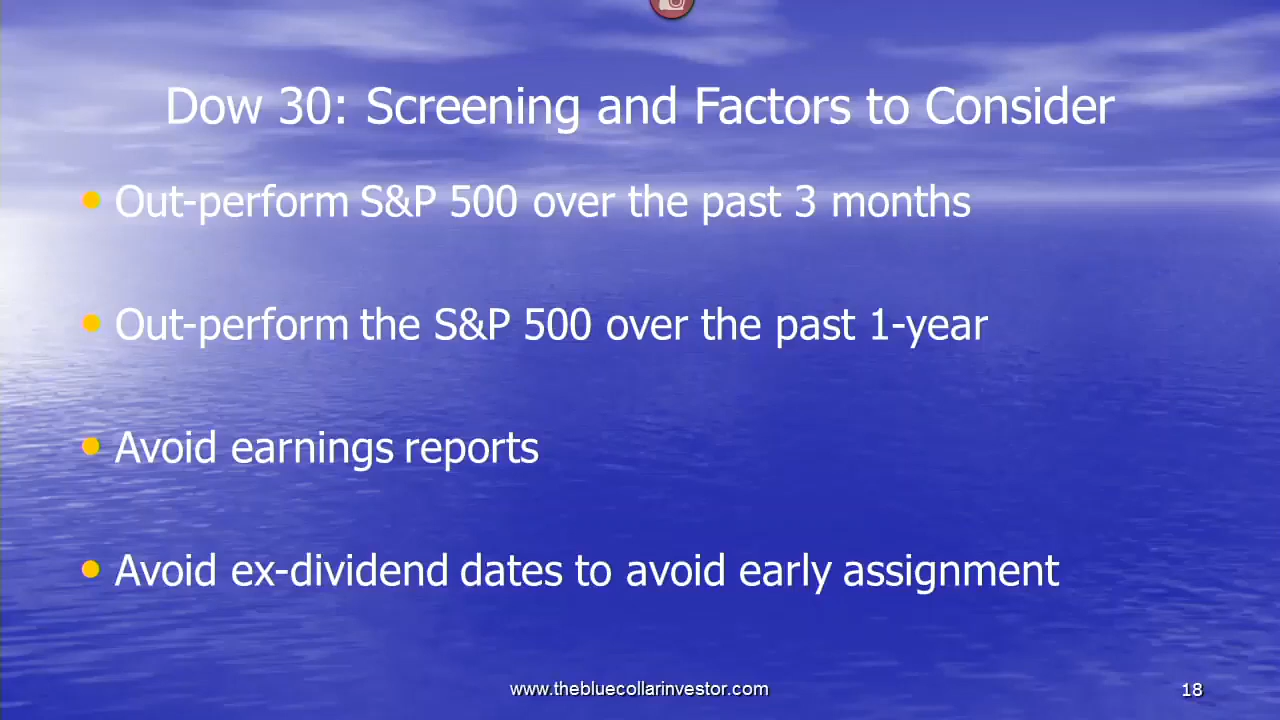 Dow 30: Screening and Factors to Consider
• Out-perform S&P 500 over the past 3 months
• Out-perform the S&P 500 over the past 1-year
• Avoid earnings reports
• Avoid ex-dividend dates to avoid early assignment
www.thebluecollarinvestor.com
18